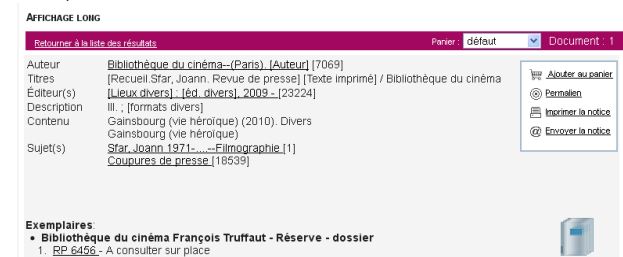 AFFICHAGE LONG
Retourner à la liste des résultats Panier : défaut Document : 1
Auteur Bibliothèque du cinéma--(Paris). [Auteur] [7069]
Titres [Recueil.Sfar, Joann. Revue de presse] [Texte imprimé] / Bibliothèque du cinéma
Éditeur(s) [Lieux divers] : [éd. divers], 2009 - [23224]
Description Ill. ; [formats divers]
Contenu Gainsbourg (vie héroïque) (2010). Divers
Gainsbourg (vie héroïque)
Sujet(s) Sfar, Joann 1971-....--Filmographie [1]
Coupures de presse [18539]
Ajouter au panier
Permalien
Imprimer la notice
@ Envoyer la notice
Exemplaires:
• Bibliothèque du cinéma François Truffaut - Réserve - dossier
1. RP 6456 - A consulter sur place